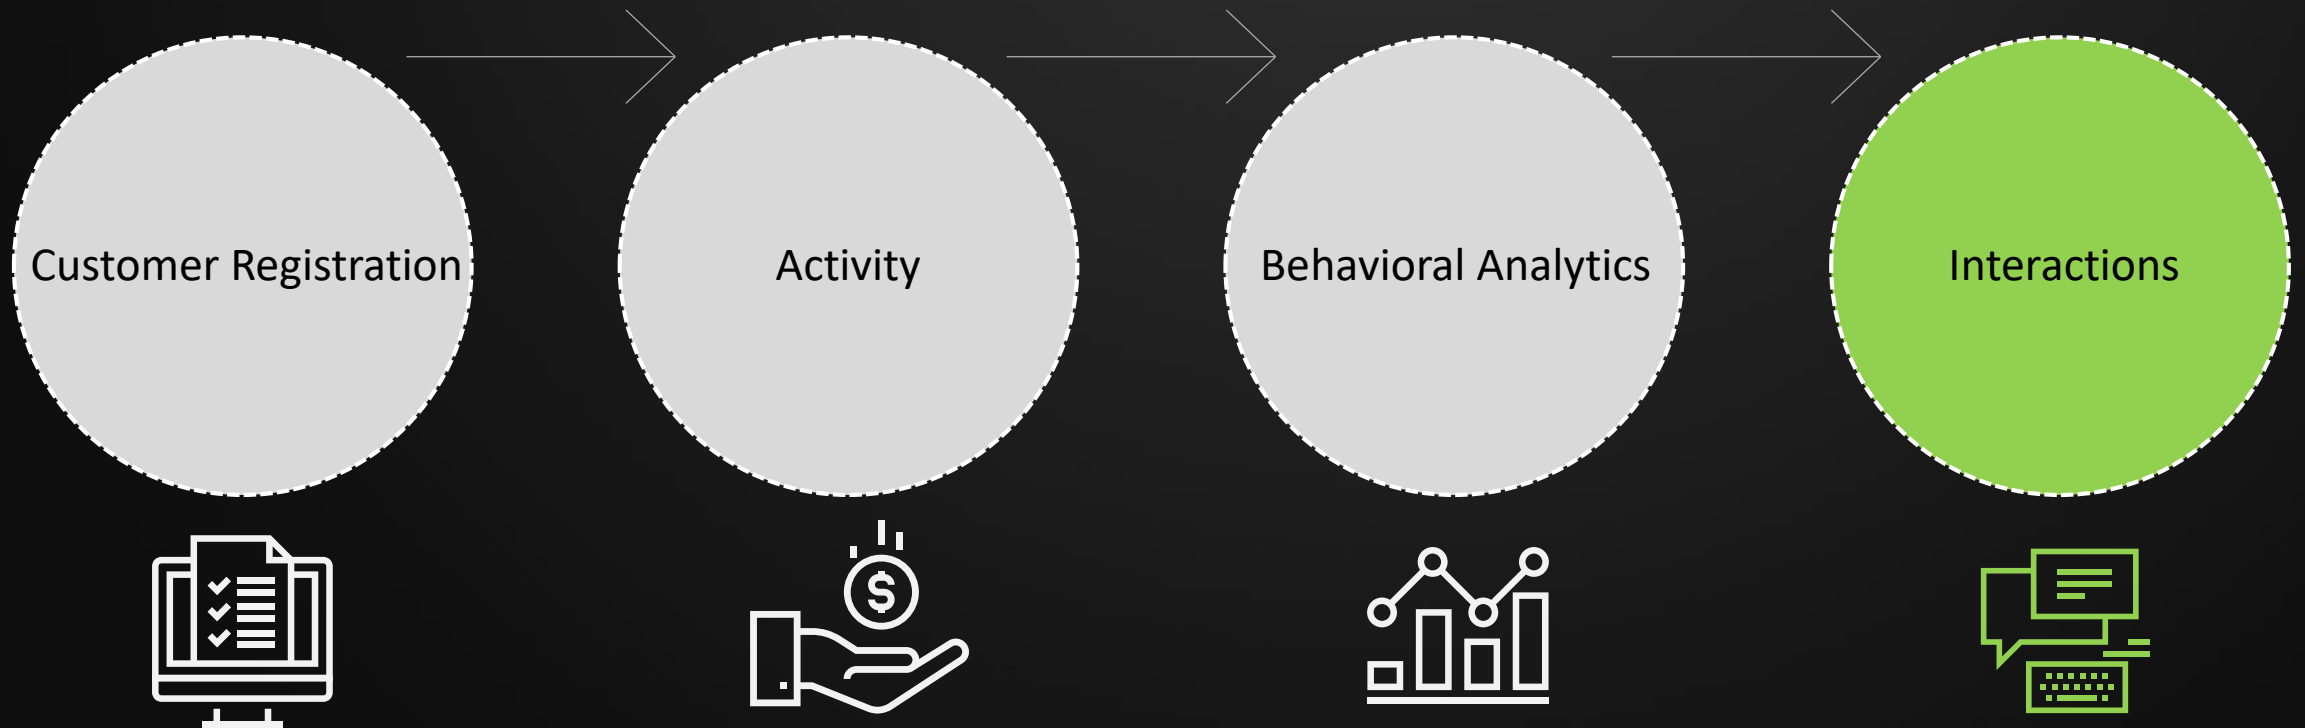 Customer Registration
Activity
Behavioral Analytics
Interactions
$